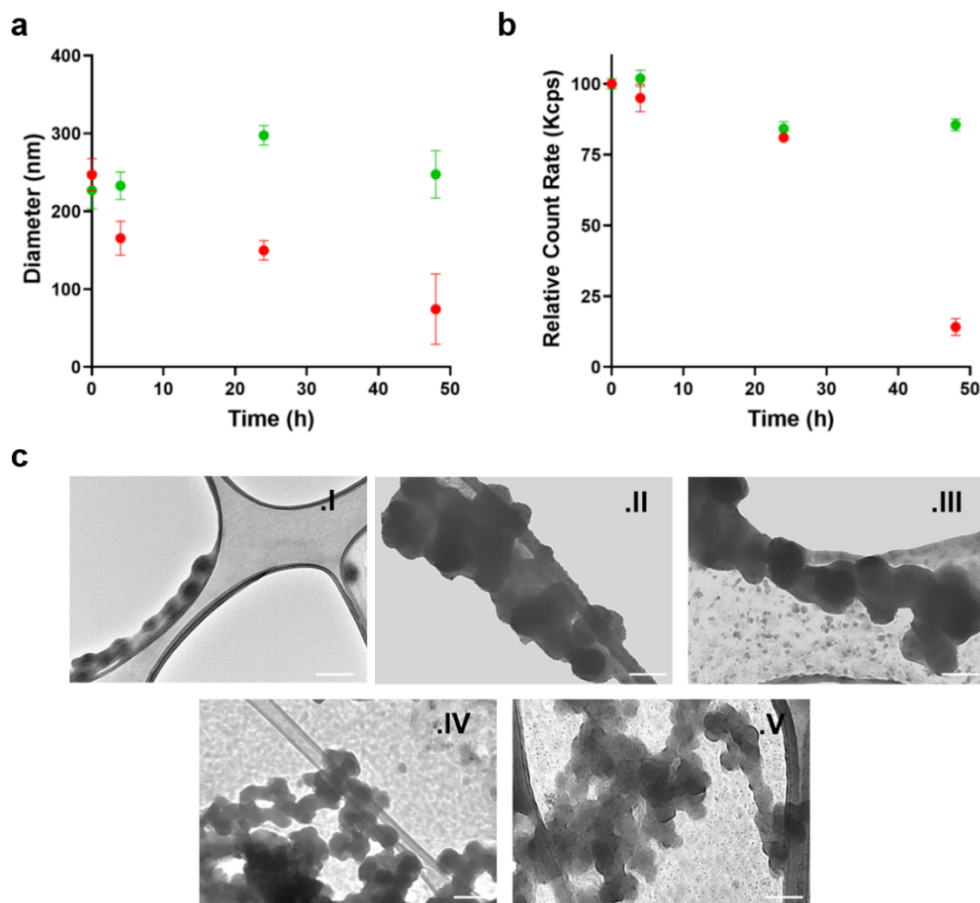 a
400
300
200
100
0
Diameter (nm)
0 10 20 30 40 50
Time (h)
b
100
75
50
25
0
Relative Count Rate (Kcps)
0 10 20 30 40 50
Time (h)
c
.I
.II
.III
.IV
.V